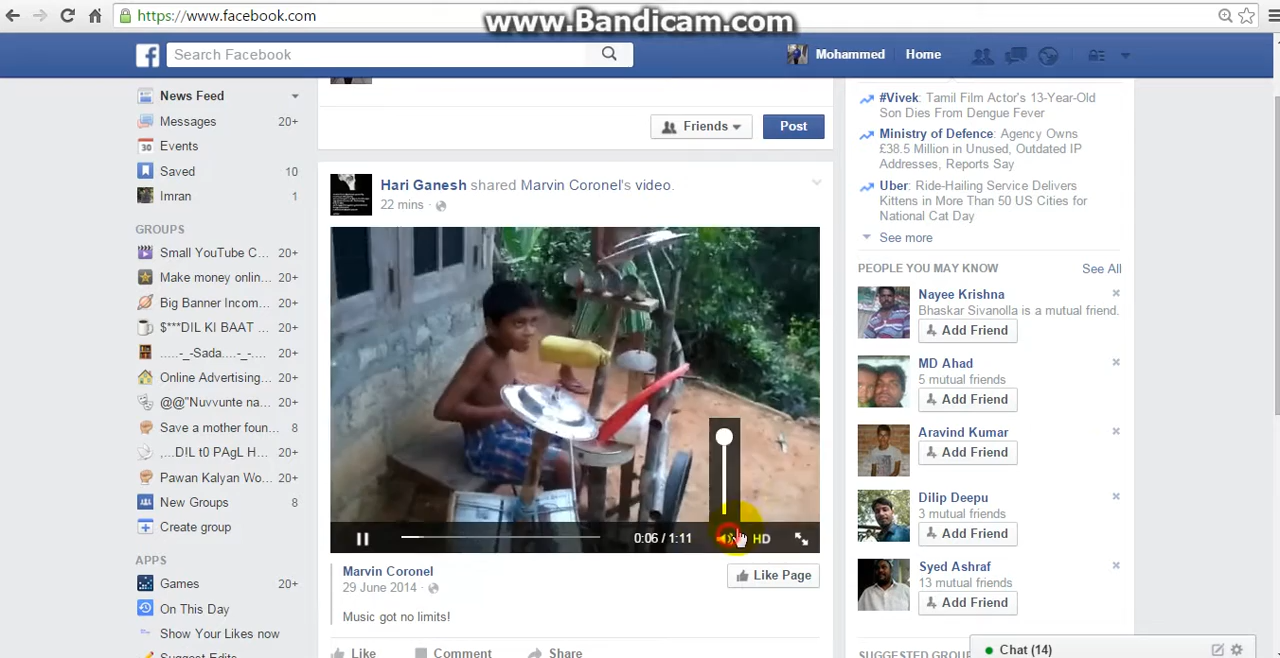 https://www.facebook.com
www.Bandicam.com
Search Facebook
Mohammed
Home
News Feed
Messages 20+
30 Events
Saved 10
Imran 1
GROUPS
Small YouTube C... 20+
Make money onlin... 20+
Big Banner Incom... 20+
$***DIL KI BAAT ... 20+
.....-_-Sada....-_-.... 20+
Online Advertising... 20+
@@"Nuvvunte na... 20+
Save a mother foun... 8
,...DIL t0 PAgL H... 20+
Pawan Kalyan Wo... 20+
New Groups 8
Create group
APPS
Games 20+
On This Day
Show Your Likes now
Suggest Edits
Friends
Post
Hari Ganesh shared Marvin Coronel's video.
22 mins ·
0:06 / 1:11
HD
Marvin Coronel
29 June 2014 ·
Like Page
Music got no limits!
Like
Comment
Share
#Vivek: Tamil Film Actor's 13-Year-Old
Son Dies From Dengue Fever
Ministry of Defence: Agency Owns
£38.5 Million in Unused, Outdated IP
Addresses, Reports Say
Uber: Ride-Hailing Service Delivers
Kittens in More Than 50 US Cities for
National Cat Day
See more
PEOPLE YOU MAY KNOW See All
Nayee Krishna
Bhaskar Sivanolla is a mutual friend.
Add Friend
MD Ahad
5 mutual friends
Add Friend
Aravind Kumar
Add Friend
Dilip Deepu
3 mutual friends
Add Friend
Syed Ashraf
13 mutual friends
Add Friend
SUGGESTED GROUPS
Chat (14)